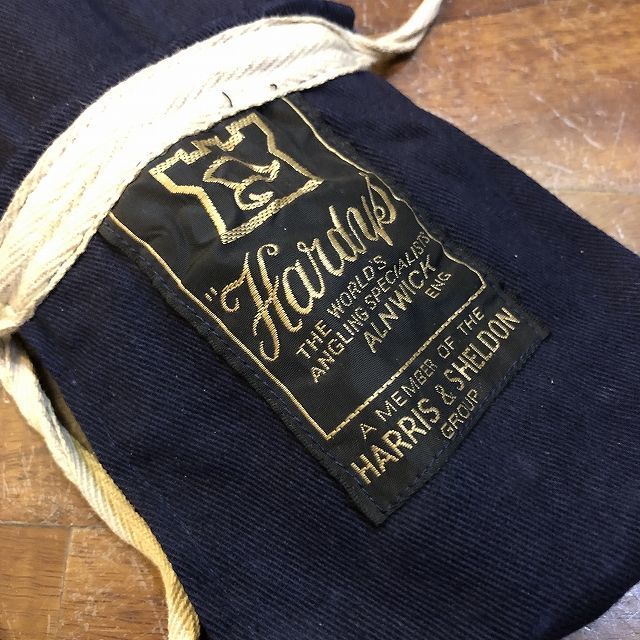 "Hardy's
THE WORLD'S
ANGLING SPECIALISTS
ALNWICK
ENG
A MEMBER OF THE
HARRIS & SHELDON
GROUP